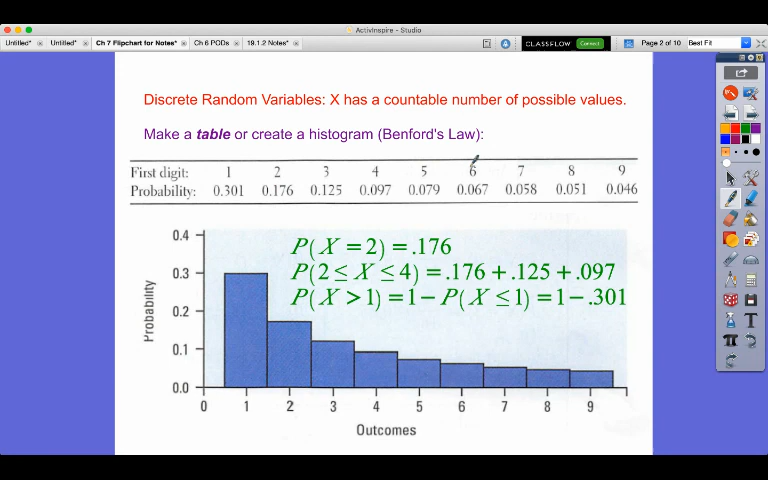 ActivInspire - Studio
Untitled*
Untitled*
Ch 7 Flipchart for Notes*
Ch 6 PODs
19.1.2 Notes*
CLASSFLOW
Connect
Page 2 of 10
Best Fit
Discrete Random Variables: X has a countable number of possible values.
Make a table or create a histogram (Benford's Law):
First digit: 1 2 3 4 5 6 7 8 9
Probability: 0.301 0.176 0.125 0.097 0.079 0.067 0.058 0.051 0.046
P(X=2)=.176
P(2≤X≤4)=.176+.125+.097
P(X>1)=1-P(X≤1)=1-.301
0.4
0.3
0.2
0.1
0.0
Probability
0 1 2 3 4 5 6 7 8 9
Outcomes